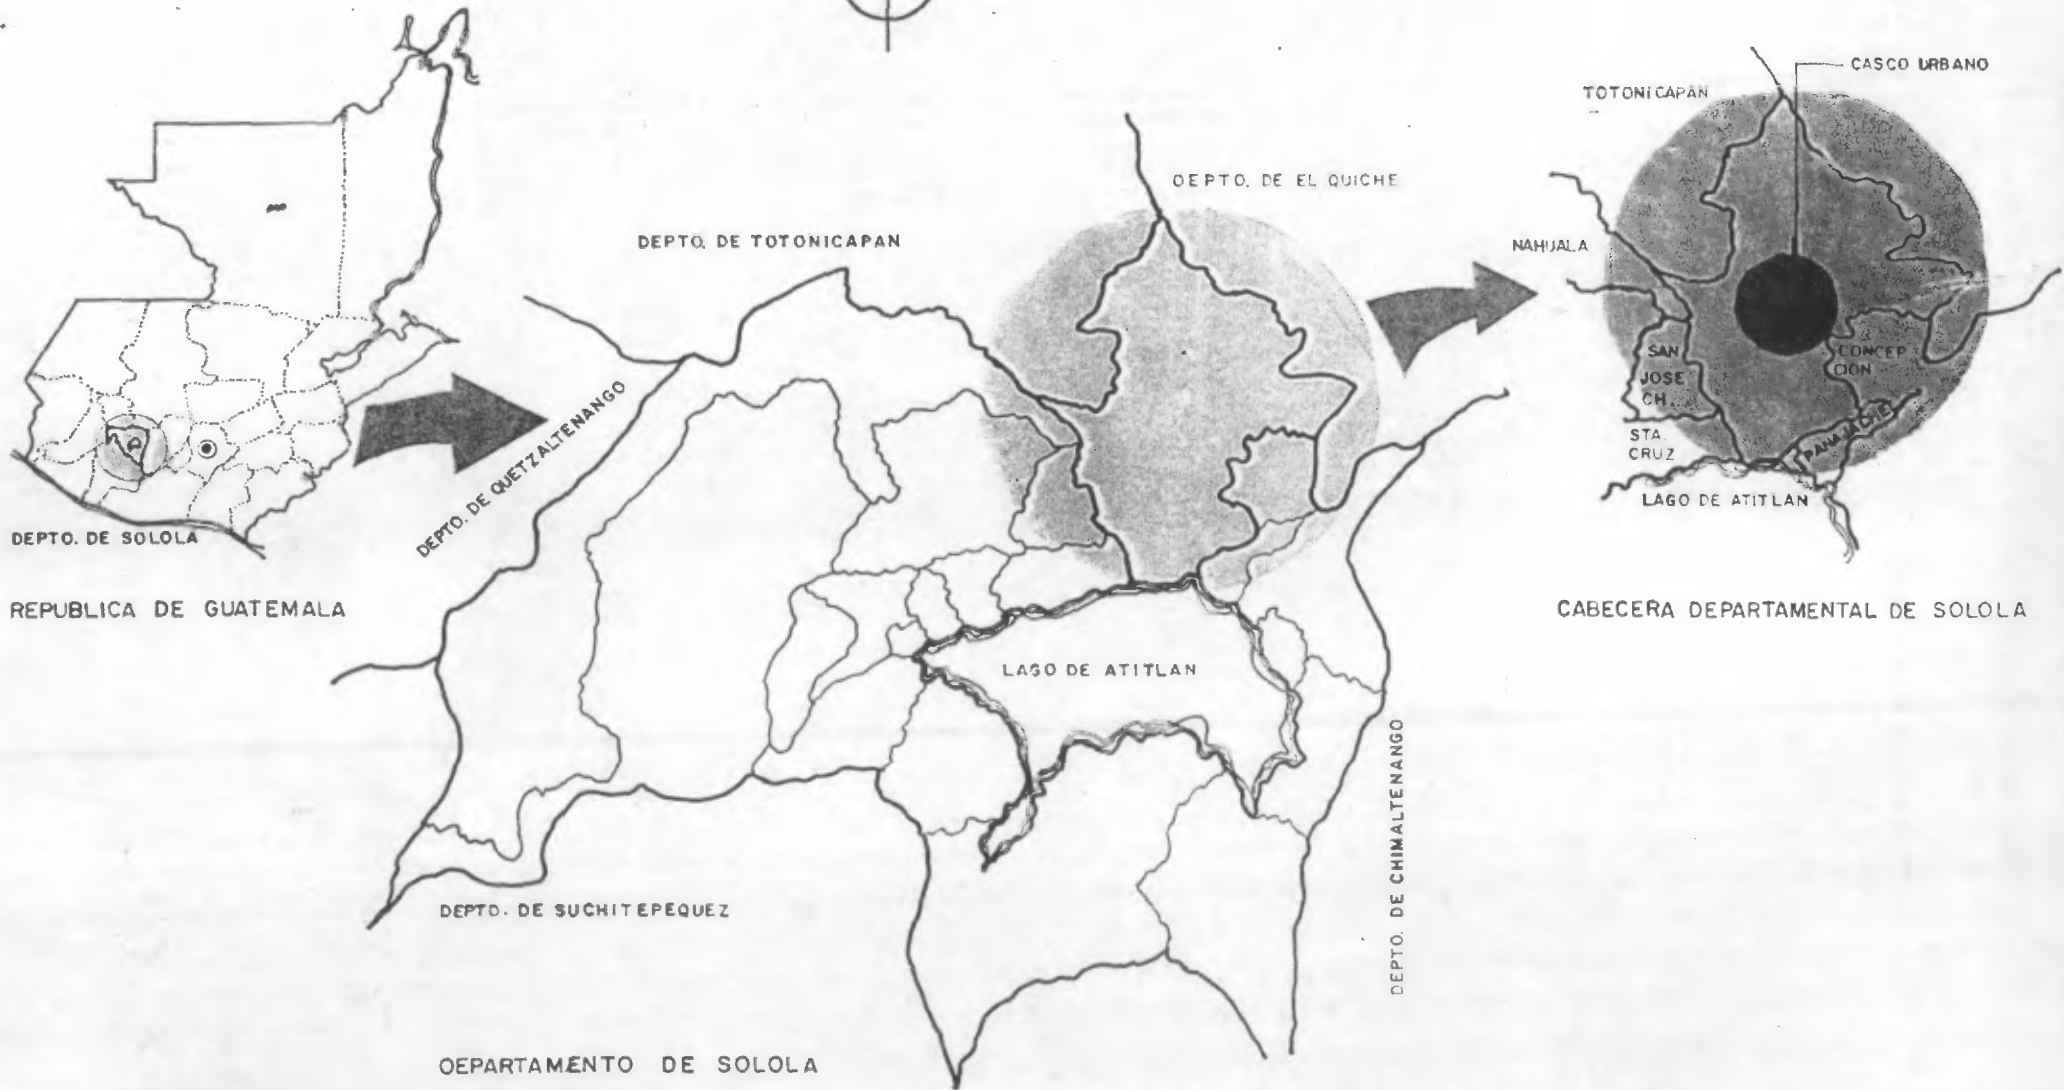 DEPTO. DE SOLOLA
REPUBLICA DE GUATEMALA
DEPTO. DE TOTONICAPAN
OEPTO. DE EL QUICHE
DEPTO. DE QUETZALTENANGO
LAGO DE ATITLAN
DEPTO. DE CHIMALTENANGO
DEPTO. DE SUCHITEPEQUEZ
OEPARTAMENTO DE SOLOLA
CASCO URBANO
TOTONICAPAN
NAHUALA
SAN
JOSE
CH.
CONCEP
CION
STA.
CRUZ
PANAJACHEL
LAGO DE ATITLAN
CABECERA DEPARTAMENTAL DE SOLOLA